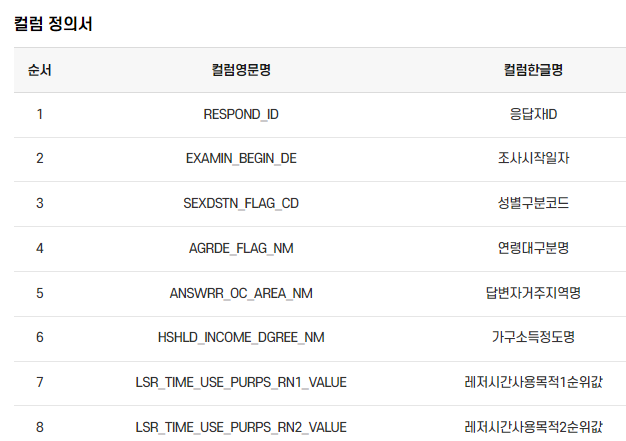 컬럼 정의서
순서 컬럼영문명 컬럼한글명
1 RESPOND_ID 응답자ID
2 EXAMIN_BEGIN_DE 조사시작일자
3 SEXDSTN_FLAG_CD 성별구분코드
4 AGRDE_FLAG_NM 연령대구분명
5 ANSWRR_OC_AREA_NM 답변자거주지역명
6 HSHLD_INCOME_DGREE_NM 가구소득정도명
7 LSR_TIME_USE_PURPS_RN1_VALUE 레저시간사용목적1순위값
8 LSR_TIME_USE_PURPS_RN2_VALUE 레저시간사용목적2순위값